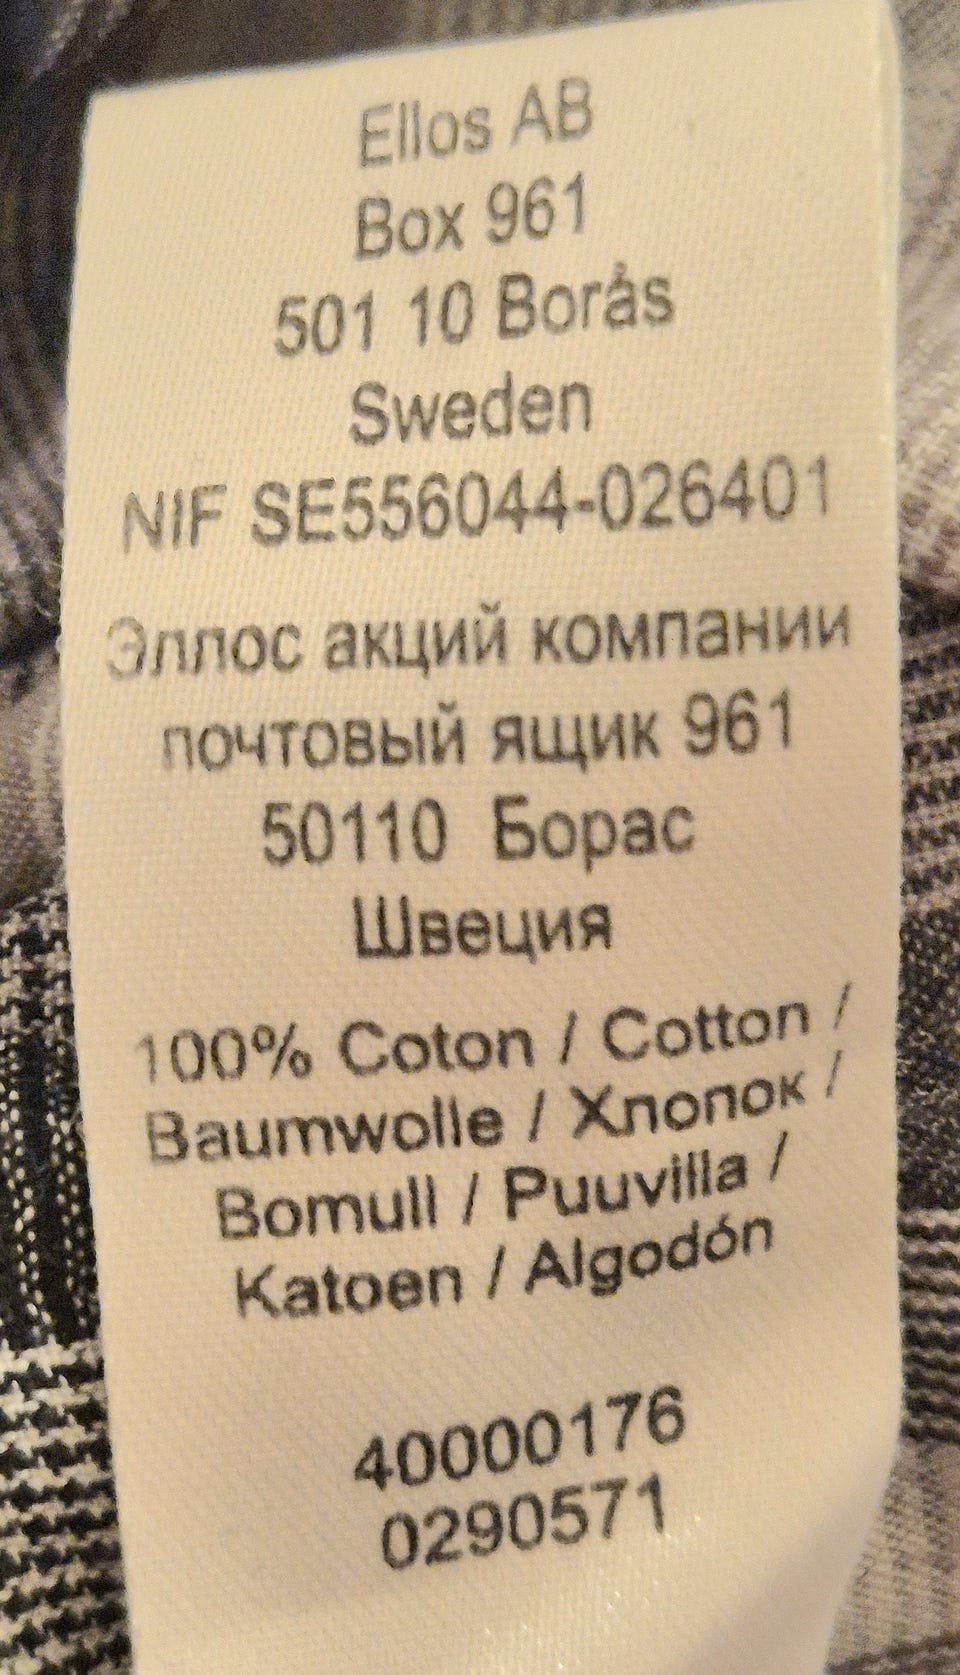 Ellos AB
Box 961
501 10 Borås
Sweden
NIF SE556044-026401
Эллос акций компании
почтовый ящик 961
50110 Борас
Швеция
100% Coton / Cotton /
Baumwolle / Хлопок /
Bomull / Puuvilla /
Katoen / Algodón
40000176
0290571